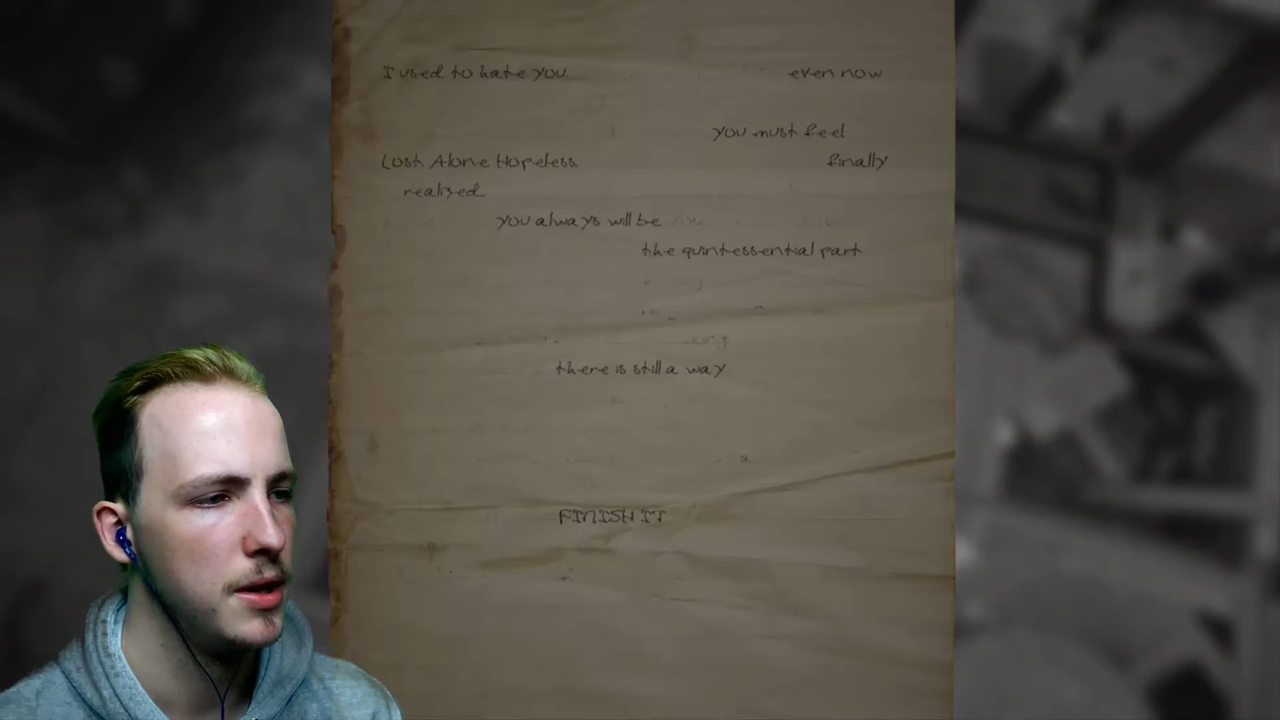 I used to hate you even now
you must feel
Lost. Alone Hopeless finally
realized
you always will be
the quintessential part
there is still a way
FINISH IT